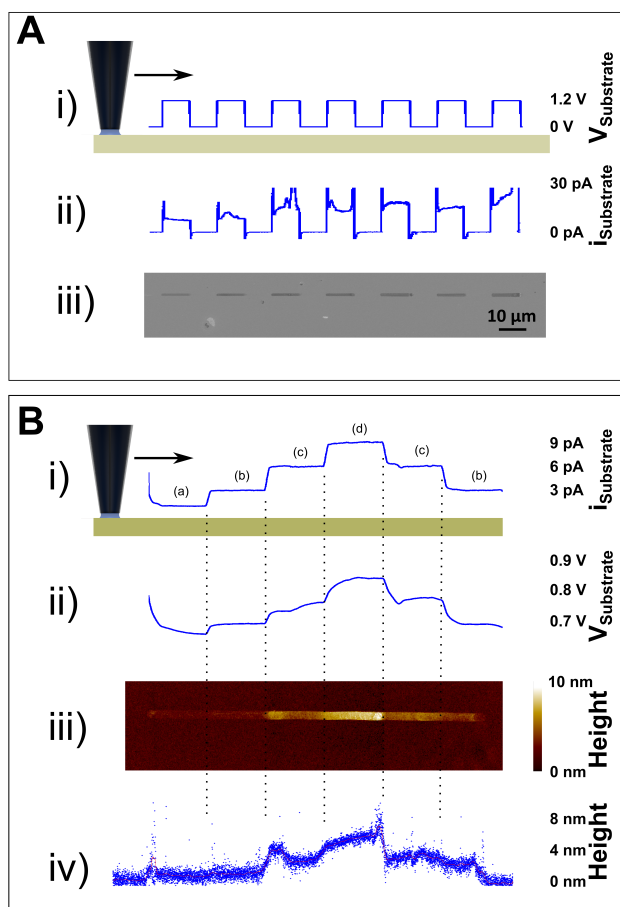 A
i)
1.2 V
0 V
VSubstrate
ii)
30 pA
0 pA
iSubstrate
iii)
10 µm
B
i)
(a)
(b)
(c)
(d)
(c)
(b)
9 pA
6 pA
3 pA
iSubstrate
ii)
0.9 V
0.8 V
0.7 V
VSubstrate
iii)
10 nm
0 nm
Height
iv)
8 nm
4 nm
0 nm
Height